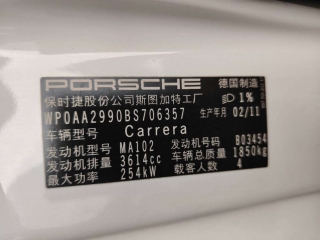 PORSCHE 德国制造
保时捷股份公司斯图加特工厂 1%
WP0AA2990BS706357 生产年月 02/11
车辆型号 Carrera
发动机型号 MA102 发动机号 B03454
发动机排量 3614cc 车辆总质量 1850kg
最大功率 254kW 载客人数 4